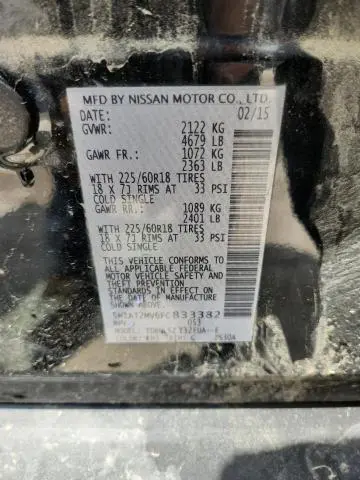 MFD BY NISSAN MOTOR CO., LTD.
DATE: 02/15
GVWR: 2122 KG
4679 LB
GAWR FR.: 1072 KG
2363 LB
WITH 225/60R18 TIRES
18 X 7J RIMS AT 33 PSI
COLD SINGLE
GAWR RR.: 1089 KG
2401 LB
WITH 225/60R18 TIRES
18 X 7J RIMS AT 33 PSI
COLD SINGLE
THIS VEHICLE CONFORMS TO
ALL APPLICABLE FEDERAL
MOTOR VEHICLE SAFETY AND
AND THEFT PREVENTION
STANDARDS IN EFFECT ON THE
DATE OF MANUFACTURE
SHOWN ABOVE.
833382